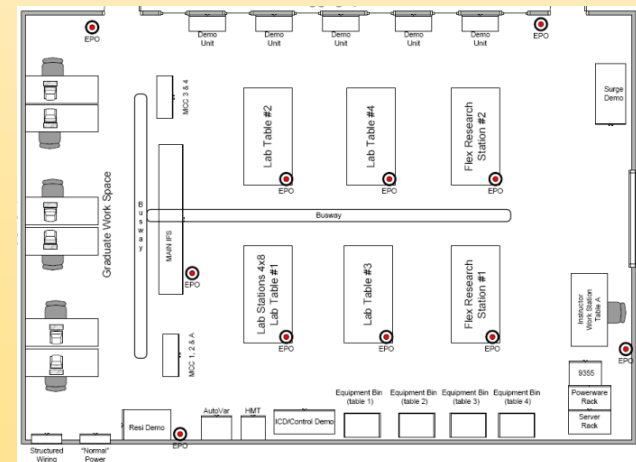 EPO
Demo
Unit
Demo
Unit
Demo
Unit
Demo
Unit
Demo
Unit
EPO
Surge
Demo
MCC 3 & 4
Lab Table #2
EPO
Lab Table #4
EPO
Flex Research
Station #2
EPO
Graduate Work Space
Busway
MAIN IFS
Busway
EPO
Lab Stations 4x8
Lab Table #1
EPO
Lab Table #3
EPO
Flex Research
Station #1
EPO
Instructor
Work Station
Table A
EPO
MCC 1, 2 & A
9355
Powerware
Rack
Server
Rack
Resi Demo
EPO
AutoVar
HMT
ICD/Control Demo
Equipment Bin
(table 1)
Equipment Bin
(table 2)
Equipment Bin
(table 3)
Equipment Bin
(table 4)
Structured
Wiring
"Normal"
Power